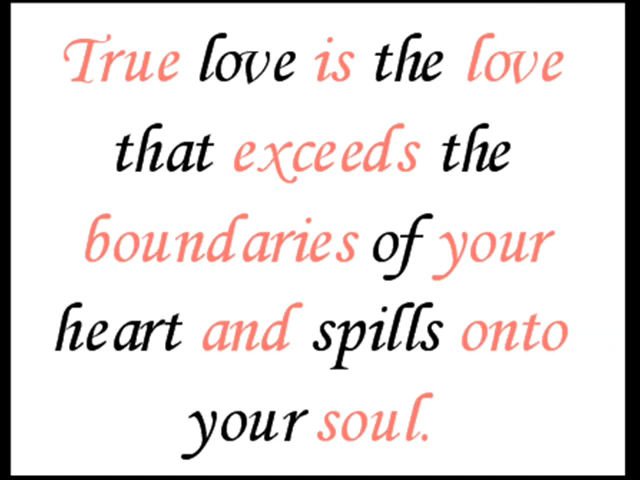 True love is the love
that exceeds the
boundaries of your
heart and spills onto
your soul.